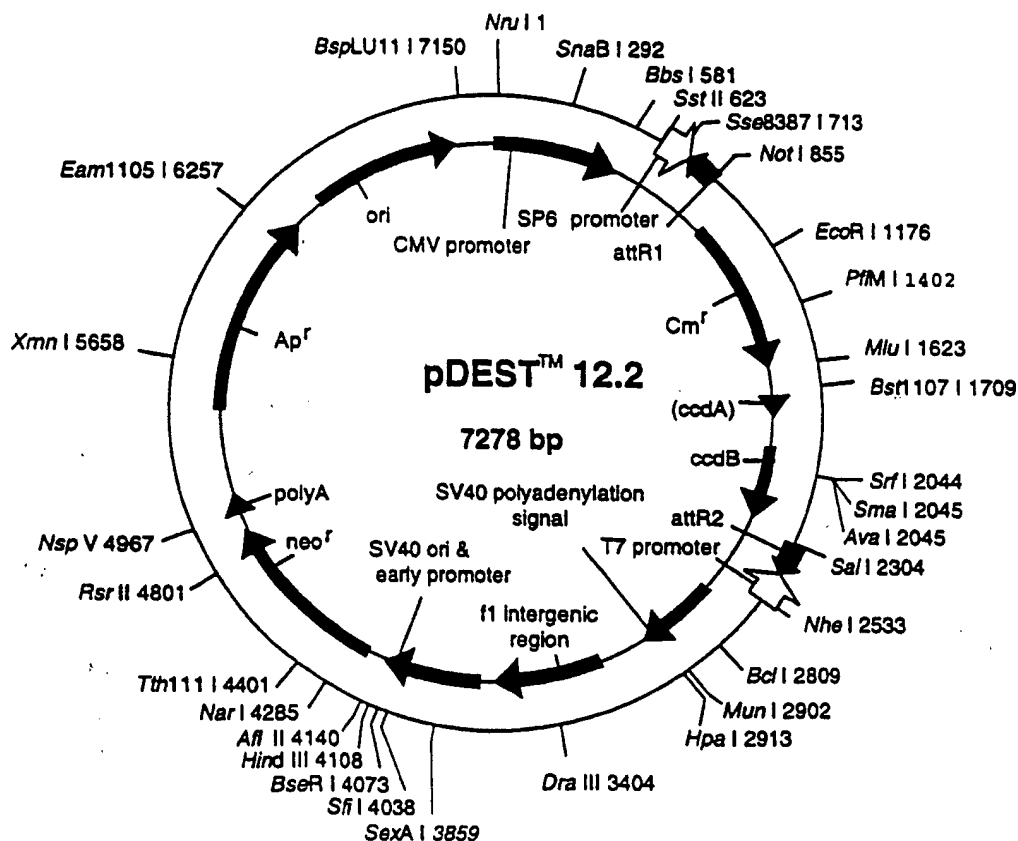 Nru I 1
BspLU11 I 7150
SnaB I 292
Bbs I 581
Sst II 623
Sse8387 I 713
Not I 855
Eam1105 I 6257
ori
CMV promoter
SP6 promoter
attR1
EcoR I 1176
PflM I 1402
Cmr
Apr
Xmn I 5658
Mlu I 1623
Bst1107 I 1709
pDEST™ 12.2
7278 bp
(ccdA)
ccdB
Srf I 2044
Sma I 2045
Ava I 2045
Sal I 2304
attR2
T7 promoter
SV40 polyadenylation
signal
polyA
neor
SV40 ori &
early promoter
f1 intergenic
region
Nsp V 4967
Rsr II 4801
Nhe I 2533
Bcl I 2809
Mun I 2902
Hpa I 2913
Tth111 I 4401
Nar I 4285
Afl II 4140
Hind III 4108
BseR I 4073
Sfi I 4038
SexA I 3859
Dra III 3404